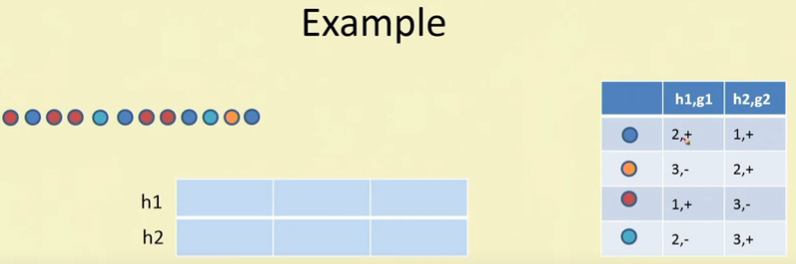 Example
h1,g1 h2,g2
2,+ 1,+
3,- 2,+
1,+ 3,-
2,- 3,+
h1
h2